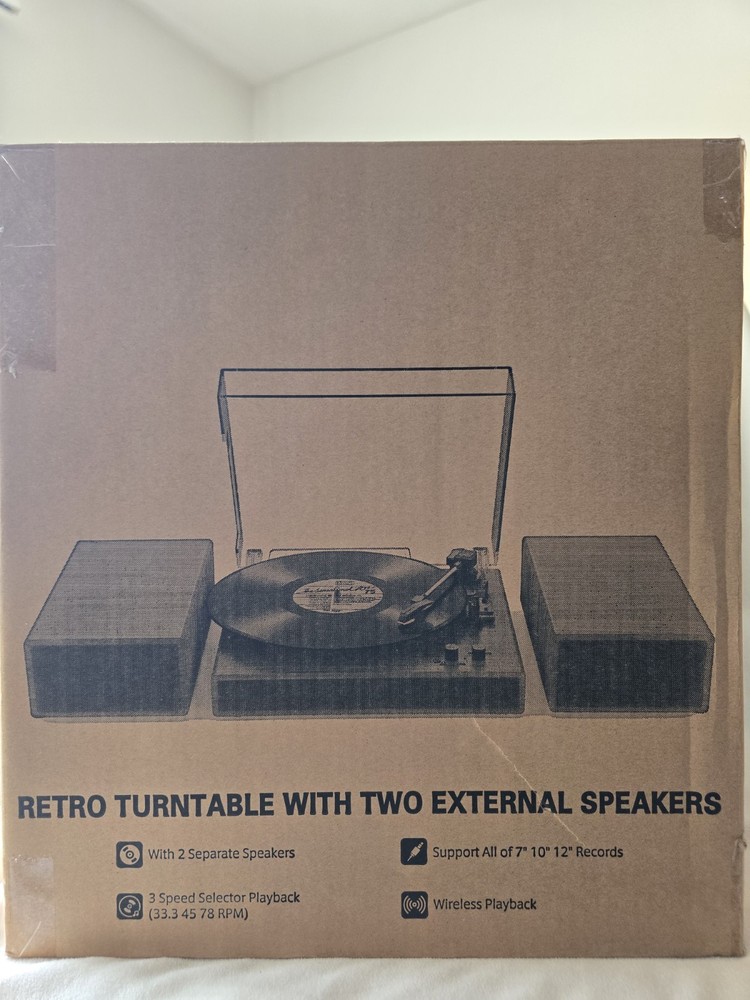 RETRO TURNTABLE WITH TWO EXTERNAL SPEAKERS
With 2 Separate Speakers
Support All of 7" 10" 12" Records
3 Speed Selector Playback
(33.3 45 78 RPM)
Wireless Playback